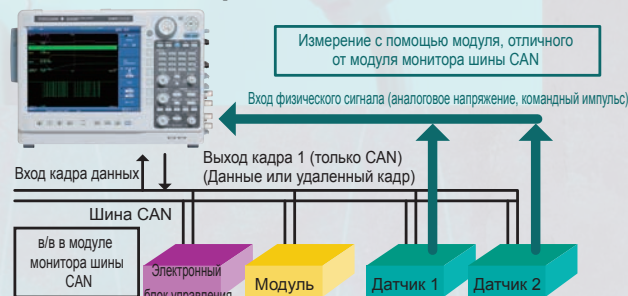 Измерение с помощью модуля, отличного
от модуля монитора шины CAN
Вход физического сигнала (аналоговое напряжение, командный импульс)
Выход кадра 1 (только CAN)
(Данные или удаленный кадр)
Вход кадра данных
Шина CAN
в/в в модуле
монитора шины
CAN
Электронный
блок управления
Модуль
Датчик 1
Датчик 2